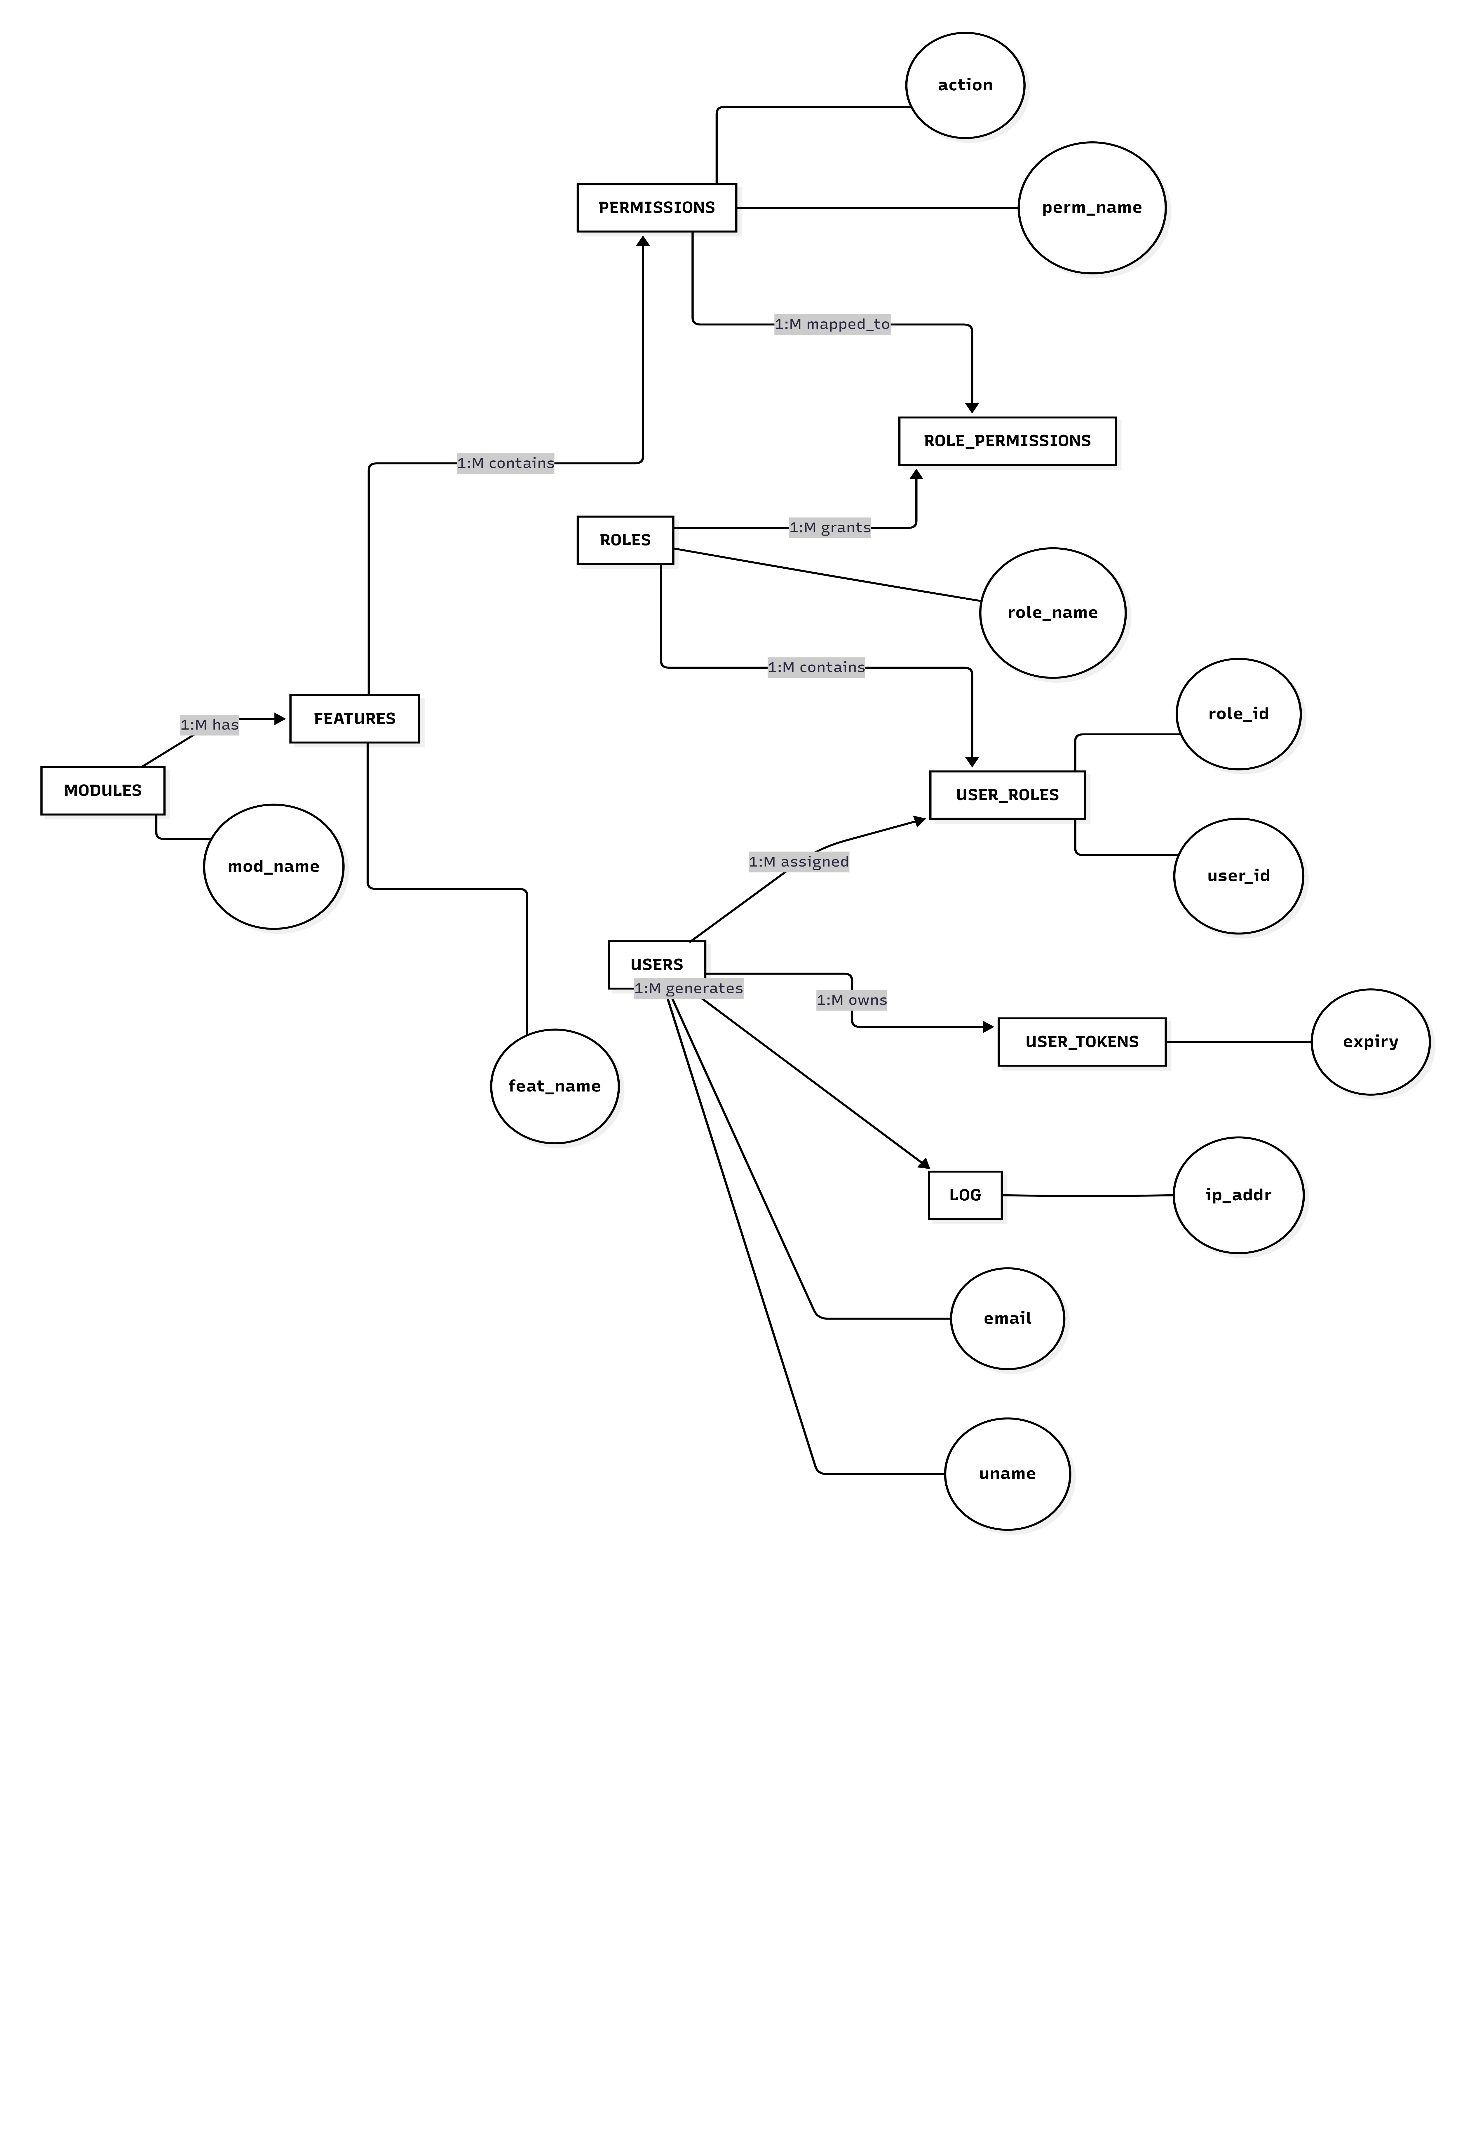 action
PERMISSIONS
perm_name
1:M mapped_to
ROLE_PERMISSIONS
1:M contains
1:M grants
ROLES
role_name
1:M contains
role_id
FEATURES
1:M has
MODULES
USER_ROLES
mod_name
1:M assigned
user_id
USERS
1:M generates
1:M owns
USER_TOKENS
expiry
feat_name
LOG
ip_addr
email
uname